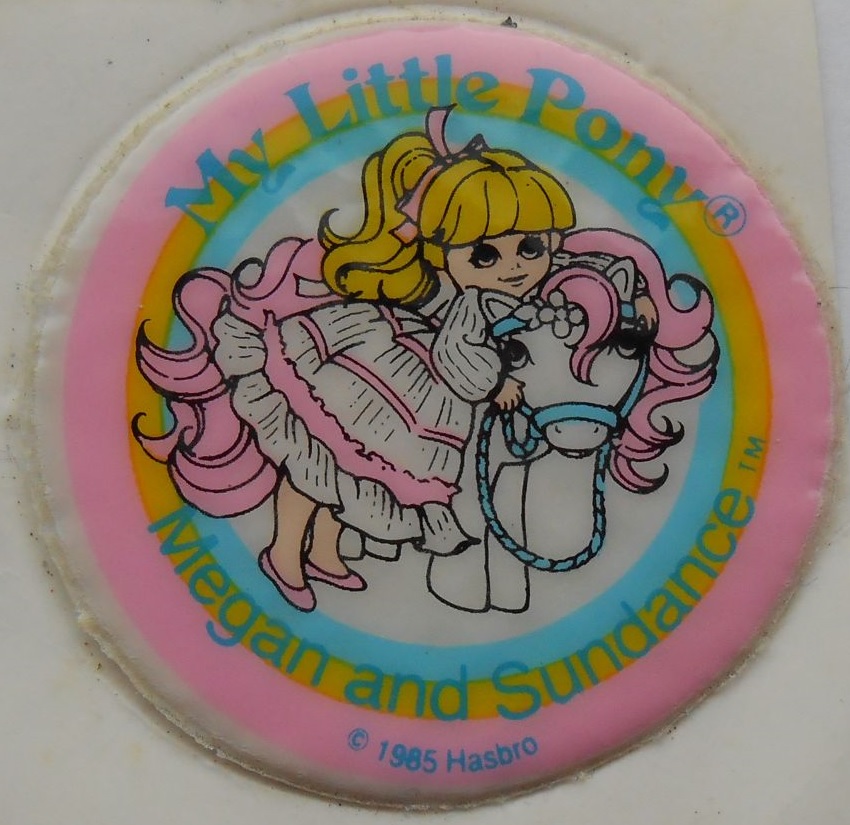 My Little Pony®
Megan and Sundance™
© 1985 Hasbro